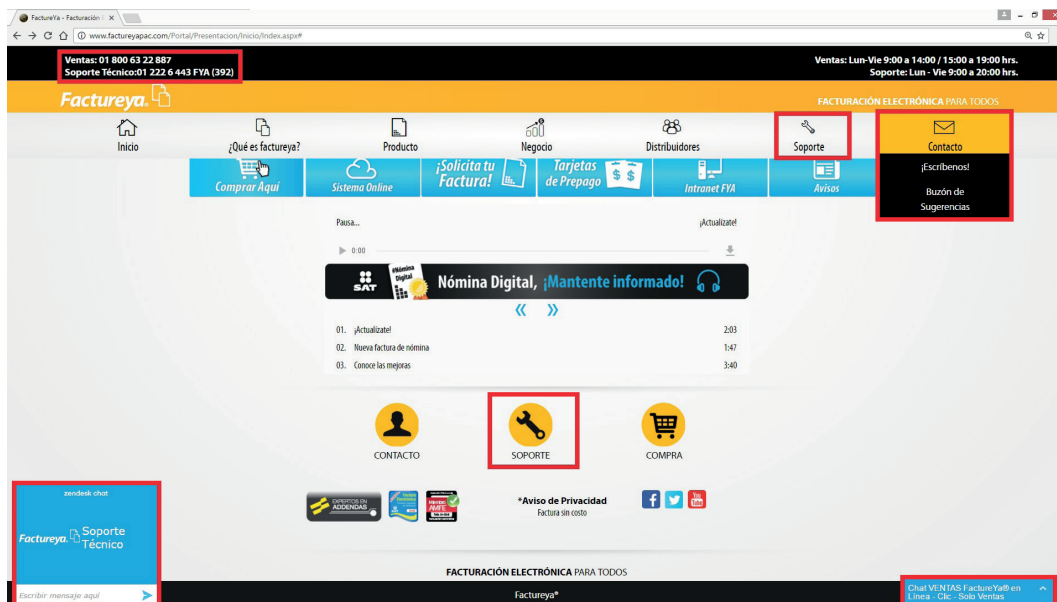 FactureYa - Facturación E
www.factureyapac.com/Portal/Presentacion/Inicio/Index.aspx#
Ventas: 01 800 63 22 887
Soporte Técnico:01 222 6 443 FYA (392)
Ventas: Lun-Vie 9:00 a 14:00 / 15:00 a 19:00 hrs.
Soporte: Lun - Vie 9:00 a 20:00 hrs.
Factureya.
FACTURACIÓN ELECTRÓNICA PARA TODOS
Inicio
¿Qué es factureya?
Producto
Negocio
Distribuidores
Soporte
Contacto
¡Escríbenos!
Buzón de
Sugerencias
Comprar Aquí
Sistema Online
¡Solicita tu
Factura!
Tarjetas
de Prepago
Intranet FYA
Avisos
Pausa...
¡Actualízate!
0:00
SAT
#Nómina
Digital
Nómina Digital, ¡Mantente informado!
01. ¡Actualízate! 2:03
02. Nueva factura de nómina 1:47
03. Conoce las mejoras 3:40
CONTACTO
SOPORTE
COMPRA
EXPERTOS EN
ADDENDAS
AMFE
*Aviso de Privacidad
Factura sin costo
You
Tube
zendesk chat
Factureya.
Soporte
Técnico
Escribir mensaje aquí
FACTURACIÓN ELECTRÓNICA PARA TODOS
Factureya®
Chat VENTAS FactureYa® en
Línea - Clic - Solo Ventas